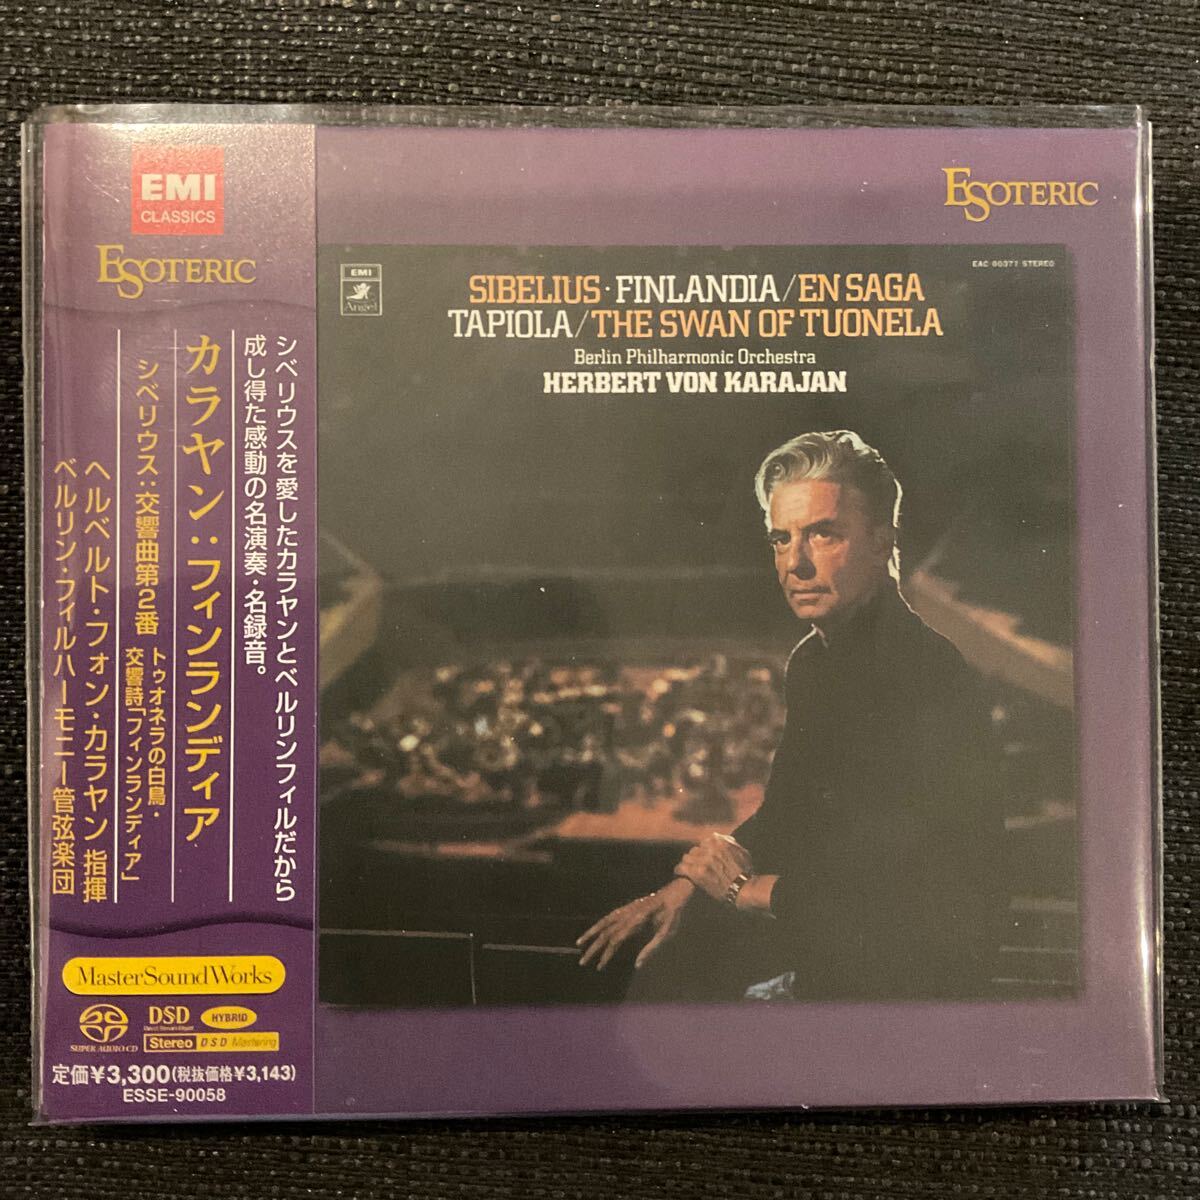 EMI
CLASSICS
ESOTERIC
シベリウスを愛したカラヤンとベルリンフィルだから
成し得た感動の名演奏・名録音。
カラヤン:フィンランディア
シベリウス:交響曲第2番
トゥオネラの白鳥・
交響詩「フィンランディア」
ヘルベルト・フォン・カラヤン 指揮
ベルリン・フィルハーモニー管弦楽団
MasterSoundWorks
SUPER AUDIO CD
DSD
Direct Stream Digital
HYBRID
Stereo
DSD Mastering
定価¥3,300(税抜価格¥3,143)
ESSE-90058
ESOTERIC
EMI
Angel
EAC 80377 STEREO
SIBELIUS・FINLANDIA/EN SAGA
TAPIOLA/THE SWAN OF TUONELA
Berlin Philharmonic Orchestra
HERBERT VON KARAJAN